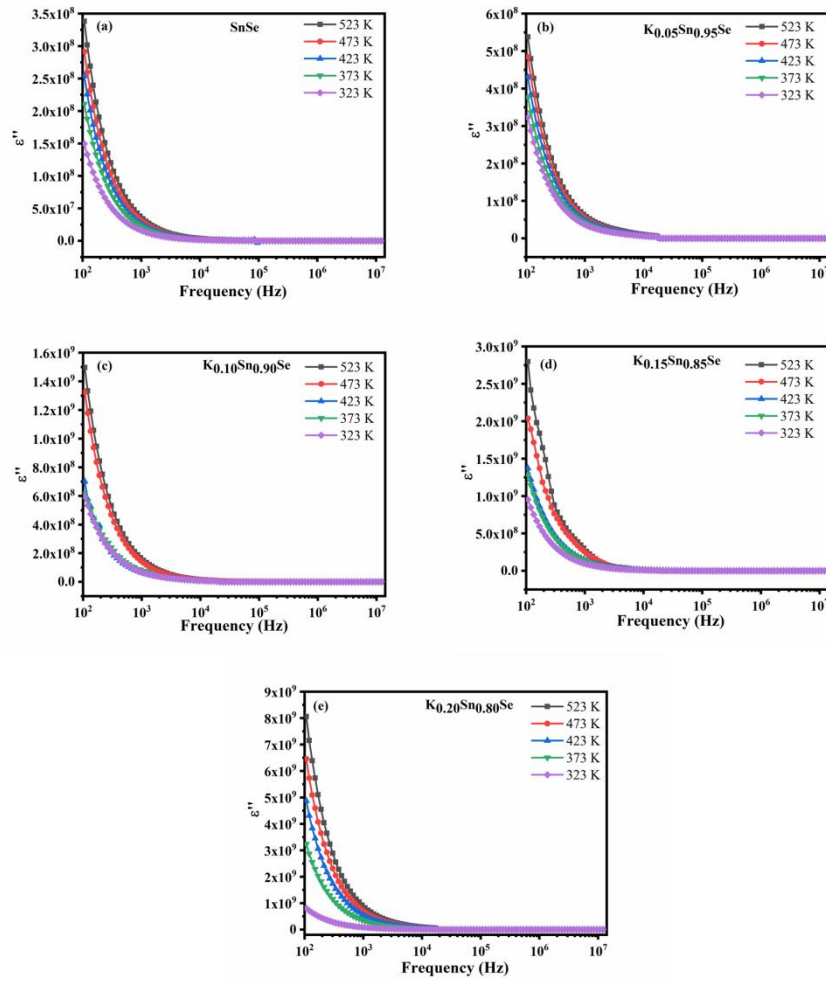 (a) SnSe
523 K
473 K
423 K
373 K
323 K
3.5x10⁸
3.0x10⁸
2.5x10⁸
2.0x10⁸
1.5x10⁸
1.0x10⁸
5.0x10⁷
0.0
ε''
10² 10³ 10⁴ 10⁵ 10⁶ 10⁷
Frequency (Hz)
(b) K₀.₀₅Sn₀.₉₅Se
523 K
473 K
423 K
373 K
323 K
6x10⁸
5x10⁸
4x10⁸
3x10⁸
2x10⁸
1x10⁸
0
ε''
10² 10³ 10⁴ 10⁵ 10⁶ 10⁷
Frequency (Hz)
(c) K₀.₁₀Sn₀.₉₀Se
523 K
473 K
423 K
373 K
323 K
1.6x10⁹
1.4x10⁹
1.2x10⁹
1.0x10⁹
8.0x10⁸
6.0x10⁸
4.0x10⁸
2.0x10⁸
0.0
ε''
10² 10³ 10⁴ 10⁵ 10⁶ 10⁷
Frequency (Hz)
(d) K₀.₁₅Sn₀.₈₅Se
523 K
473 K
423 K
373 K
323 K
3.0x10⁹
2.5x10⁹
2.0x10⁹
1.5x10⁹
1.0x10⁹
5.0x10⁸
0.0
ε''
10² 10³ 10⁴ 10⁵ 10⁶ 10⁷
Frequency (Hz)
(e) K₀.₂₀Sn₀.₈₀Se
523 K
473 K
423 K
373 K
323 K
9x10⁹
8x10⁹
7x10⁹
6x10⁹
5x10⁹
4x10⁹
3x10⁹
2x10⁹
1x10⁹
0
ε''
10² 10³ 10⁴ 10⁵ 10⁶ 10⁷
Frequency (Hz)